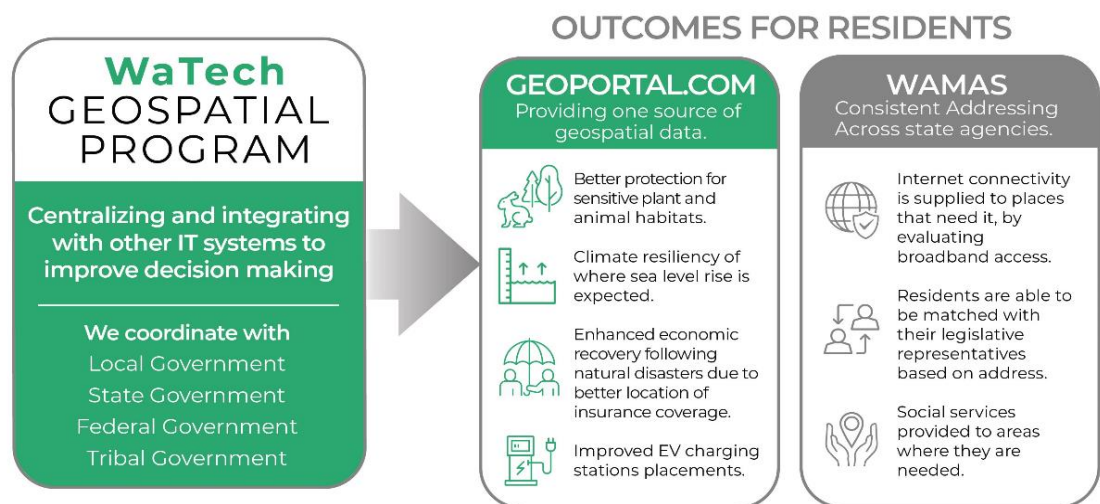 WaTech
GEOSPATIAL
PROGRAM
Centralizing and integrating
with other IT systems to
improve decision making
We coordinate with
Local Government
State Government
Federal Government
Tribal Government
OUTCOMES FOR RESIDENTS
GEOPORTAL.COM
Providing one source of
geospatial data.
Better protection for
sensitive plant and
animal habitats.
Climate resiliency of
where sea level rise is
expected.
Enhanced economic
recovery following
natural disasters due to
better location of
insurance coverage.
Improved EV charging
stations placements.
WAMAS
Consistent Addressing
Across state agencies.
Internet connectivity
is supplied to places
that need it, by
evaluating
broadband access.
Residents are able to
be matched with
their legislative
representatives
based on address.
Social services
provided to areas
where they are
needed.